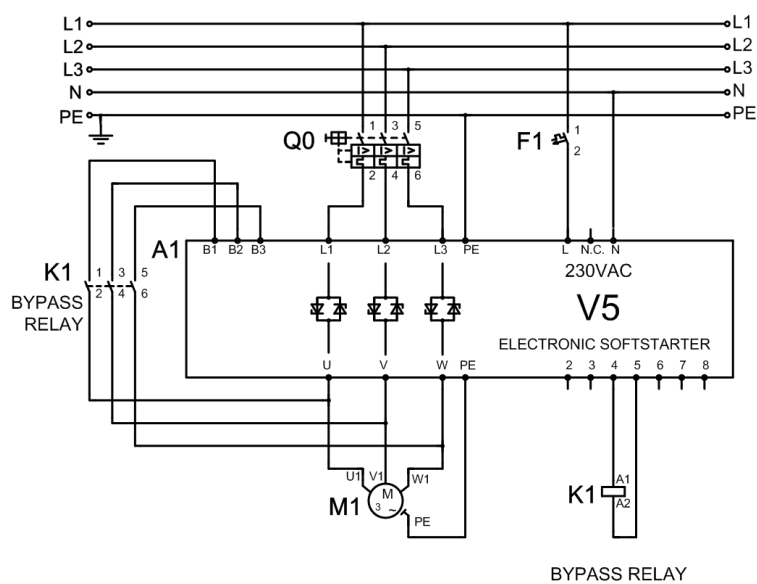 L1 L1
L2 L2
L3 L3
N N
PE PE
1 3 5 1
Q0 F1
2
I> I> I>
2 4 6
A1 B1 B2 B3 L1 L2 L3 PE L N.C. N
230VAC
K1 1 3 5
2 4 6
BYPASS
RELAY
V5
ELECTRONIC SOFTSTARTER
U V W PE 2 3 4 5 6 7 8
U1 V1 W1
M
3 ~
M1
PE
A1
K1
A2
BYPASS RELAY